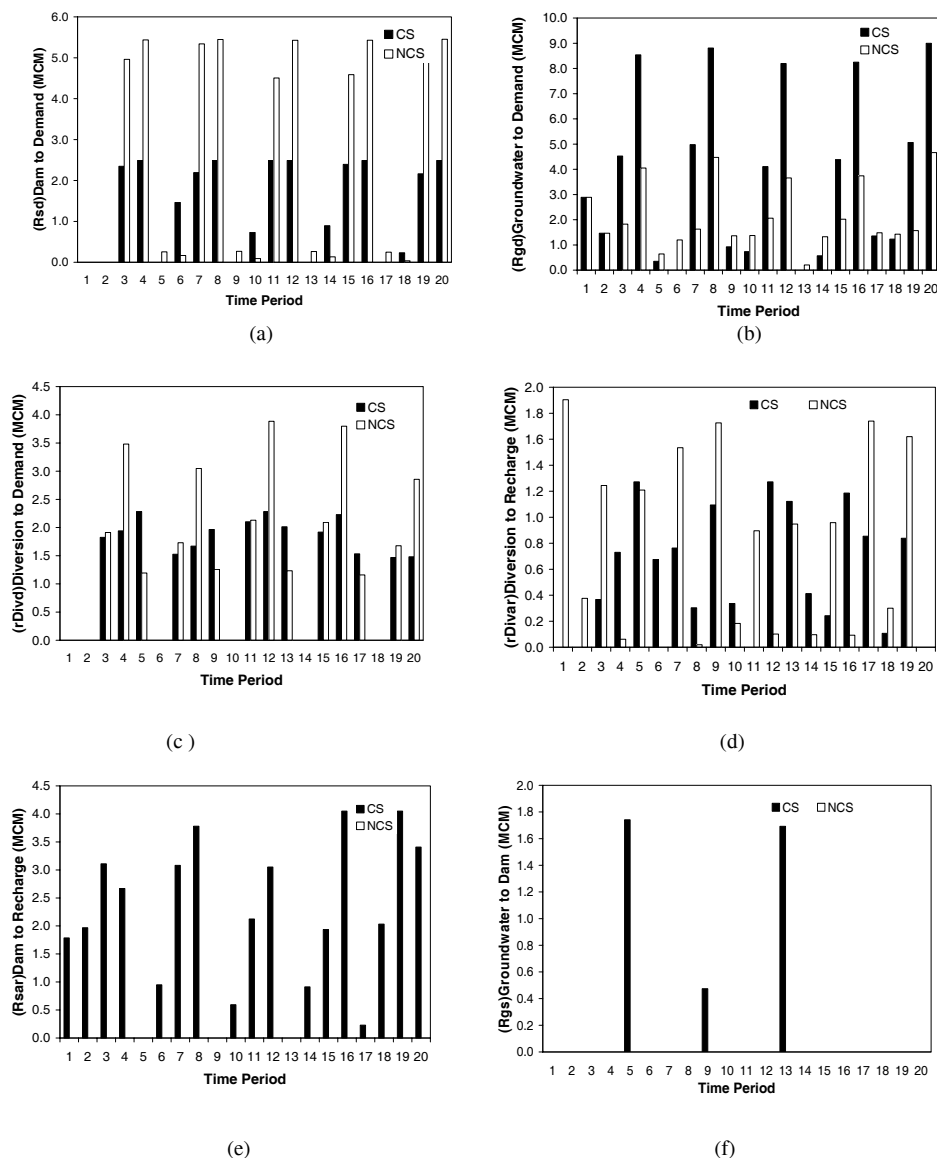 6.0
5.0
4.0
3.0
2.0
1.0
0.0
(Rsd)Dam to Demand (MCM)
CS
NCS
1 2 3 4 5 6 7 8 9 10 11 12 13 14 15 16 17 18 19 20
Time Period
(a)
10.0
9.0
8.0
7.0
6.0
5.0
4.0
3.0
2.0
1.0
0.0
(Rgd)Groundwater to Demand (MCM)
CS
NCS
1 2 3 4 5 6 7 8 9 10 11 12 13 14 15 16 17 18 19 20
Time Period
(b)
4.5
4.0
3.5
3.0
2.5
2.0
1.5
1.0
0.5
0.0
(rDivd)Diversion to Demand (MCM)
CS
NCS
1 2 3 4 5 6 7 8 9 10 11 12 13 14 15 16 17 18 19 20
Time Period
(c )
2.0
1.8
1.6
1.4
1.2
1.0
0.8
0.6
0.4
0.2
0.0
(rDivar)Diversion to Recharge (MCM)
CS
NCS
1 2 3 4 5 6 7 8 9 10 11 12 13 14 15 16 17 18 19 20
Time Period
(d)
4.5
4.0
3.5
3.0
2.5
2.0
1.5
1.0
0.5
0.0
(Rsar)Dam to Recharge (MCM)
CS
NCS
1 2 3 4 5 6 7 8 9 10 11 12 13 14 15 16 17 18 19 20
Time Period
(e)
2.0
1.8
1.6
1.4
1.2
1.0
0.8
0.6
0.4
0.2
0.0
(Rgs)Groundwater to Dam (MCM)
CS
NCS
1 2 3 4 5 6 7 8 9 10 11 12 13 14 15 16 17 18 19 20
Time Period
(f)